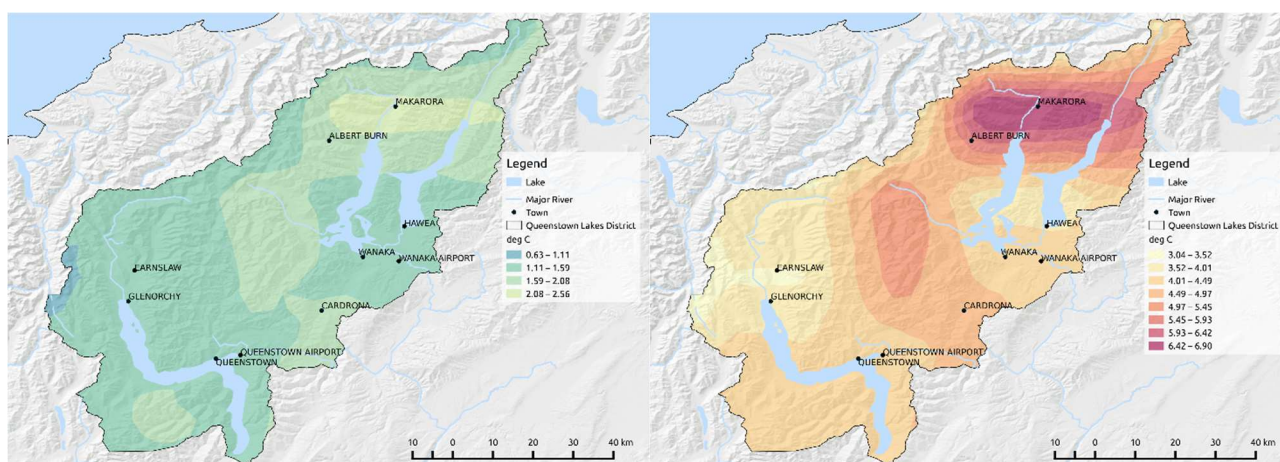 MAKARORA
ALBERT BURN
HAWEA
WANAKA
WANAKA AIRPORT
EARNSLAW
GLENORCHY
CARDRONA
QUEENSTOWN AIRPORT
QUEENSTOWN
Legend
Lake
Major River
Town
Queenstown Lakes District
deg C
0.63 – 1.11
1.11 – 1.59
1.59 – 2.08
2.08 – 2.56
10 0 10 20 30 40 km
MAKARORA
ALBERT BURN
HAWEA
WANAKA
WANAKA AIRPORT
EARNSLAW
GLENORCHY
CARDRONA
QUEENSTOWN AIRPORT
QUEENSTOWN
Legend
Lake
Major River
Town
Queenstown Lakes District
deg C
3.04 – 3.52
3.52 – 4.01
4.01 – 4.49
4.49 – 4.97
4.97 – 5.45
5.45 – 5.93
5.93 – 6.42
6.42 – 6.90
10 0 10 20 30 40 km